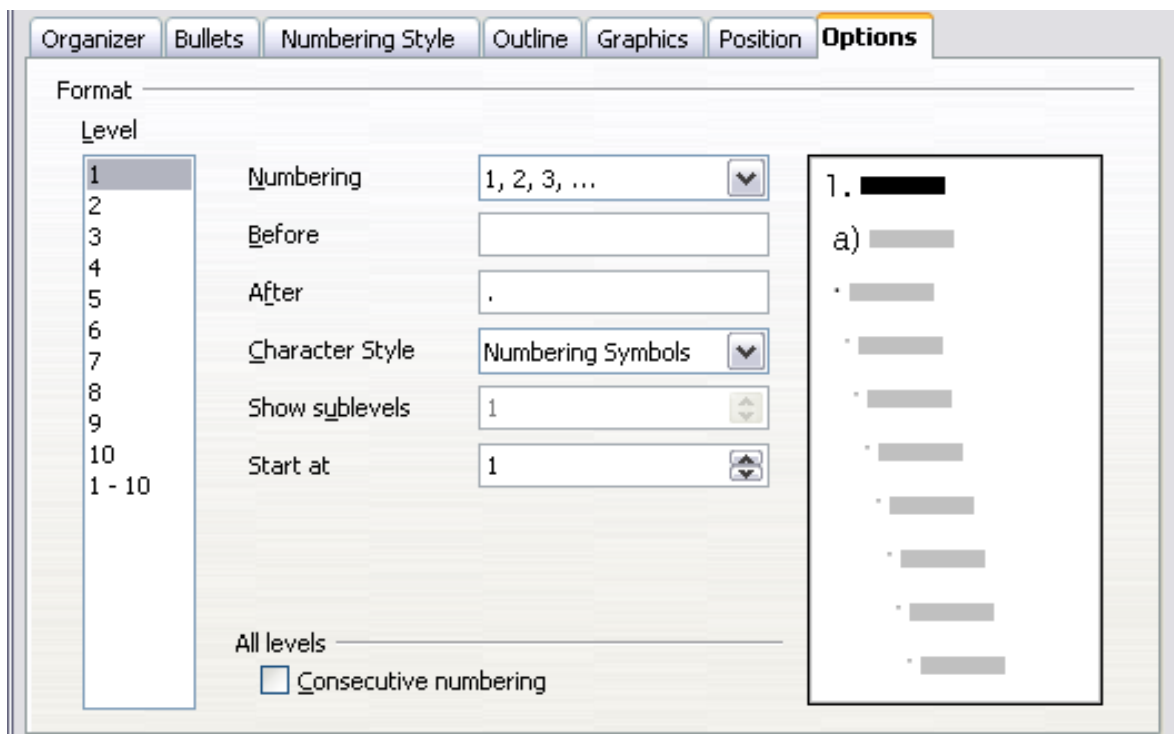 Organizer Bullets Numbering Style Outline Graphics Position Options
Format
Level
1
2
3
4
5
6
7
8
9
10
1 - 10
Numbering 1, 2, 3, ...
Before
After .
Character Style Numbering Symbols
Show sublevels 1
Start at 1
All levels
Consecutive numbering
1.
a)